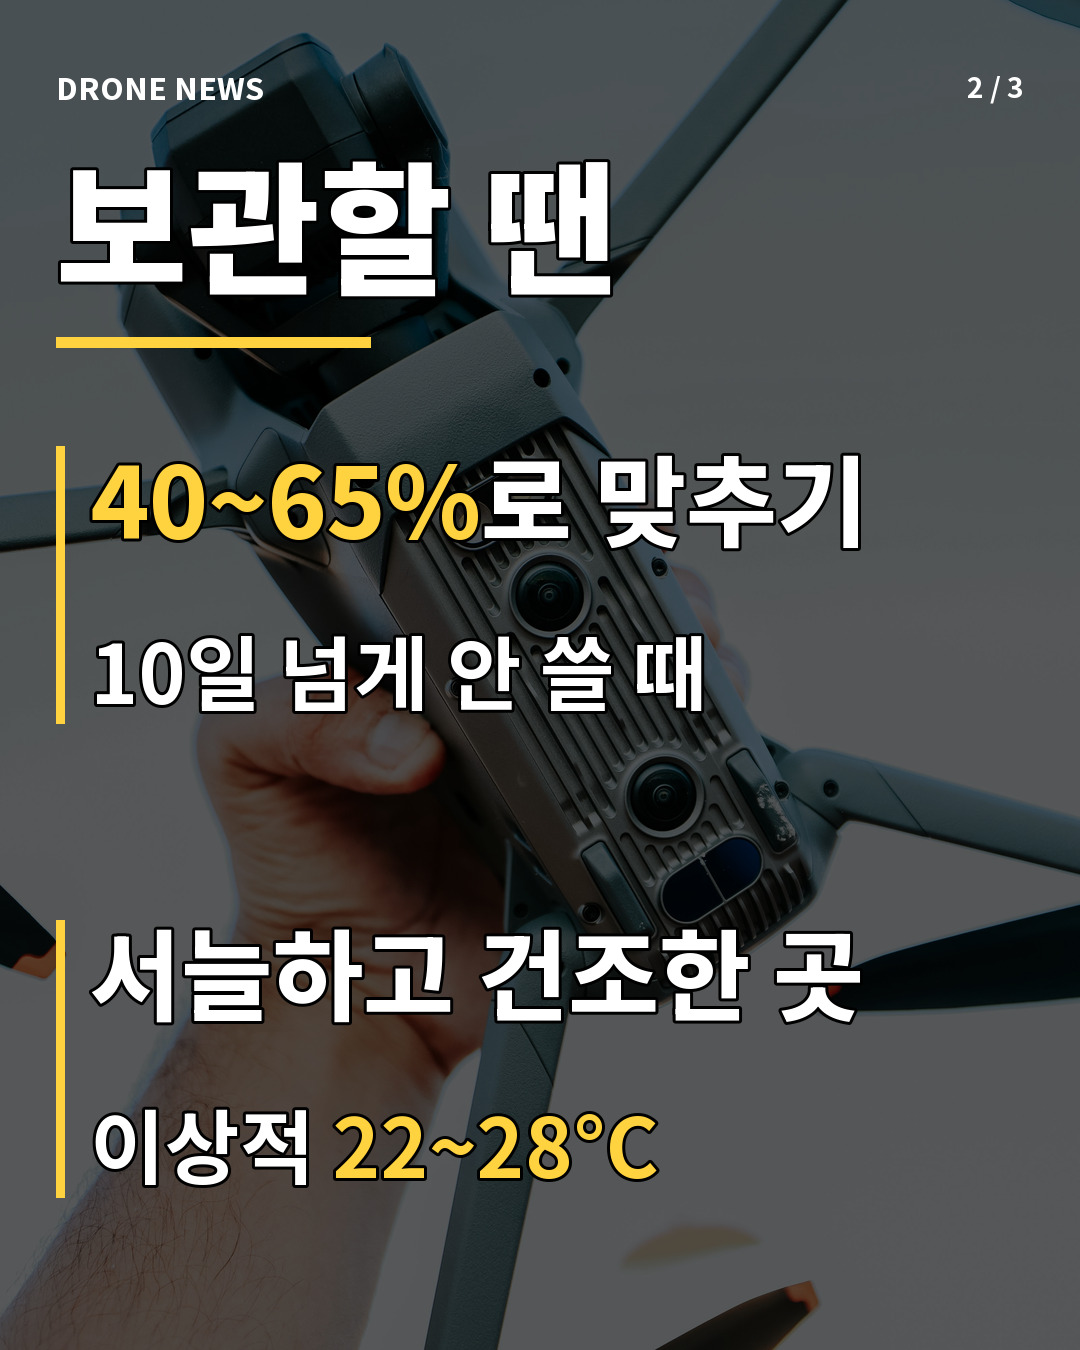 DRONE NEWS
2 / 3
보관할 땐
40~65%로 맞추기
10일 넘게 안 쓸 때
서늘하고 건조한 곳
이상적 22~28°C